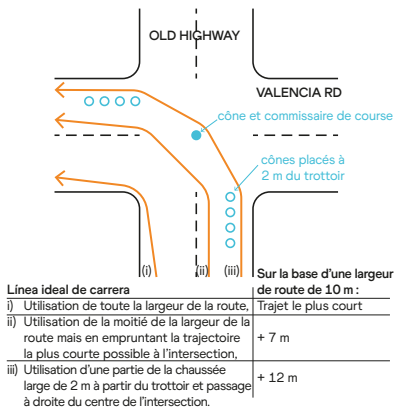 OLD HIGHWAY
VALENCIA RD
cône et commissaire de course
cônes placés à
2 m du trottoir
(i)
(ii)
(iii)
Sur la base d'une largeur
de route de 10 m :
Línea ideal de carrera
i) Utilisation de toute la largeur de la route,
Trajet le plus court
ii) Utilisation de la moitié de la largeur de la
route mais en empruntant la trajectoire
la plus courte possible à l'intersection,
+ 7 m
iii) Utilisation d'une partie de la chaussée
large de 2 m à partir du trottoir et passage
à droite du centre de l'intersection.
+ 12 m